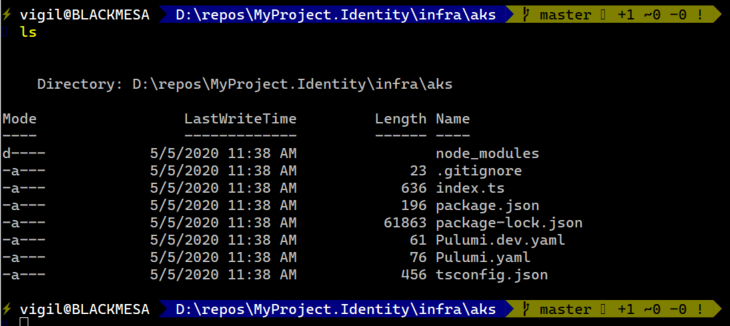 ⚡ vigil@BLACKMESA D:\repos\MyProject.Identity\infra\aks master +1 ~0 -0 !
ls
Directory: D:\repos\MyProject.Identity\infra\aks
Mode LastWriteTime Length Name
---- ------------- ------ ----
d---- 5/5/2020 11:38 AM node_modules
-a--- 5/5/2020 11:38 AM 23 .gitignore
-a--- 5/5/2020 11:38 AM 636 index.ts
-a--- 5/5/2020 11:38 AM 196 package.json
-a--- 5/5/2020 11:38 AM 61863 package-lock.json
-a--- 5/5/2020 11:38 AM 61 Pulumi.dev.yaml
-a--- 5/5/2020 11:38 AM 76 Pulumi.yaml
-a--- 5/5/2020 11:38 AM 456 tsconfig.json
⚡ vigil@BLACKMESA D:\repos\MyProject.Identity\infra\aks master +1 ~0 -0 !